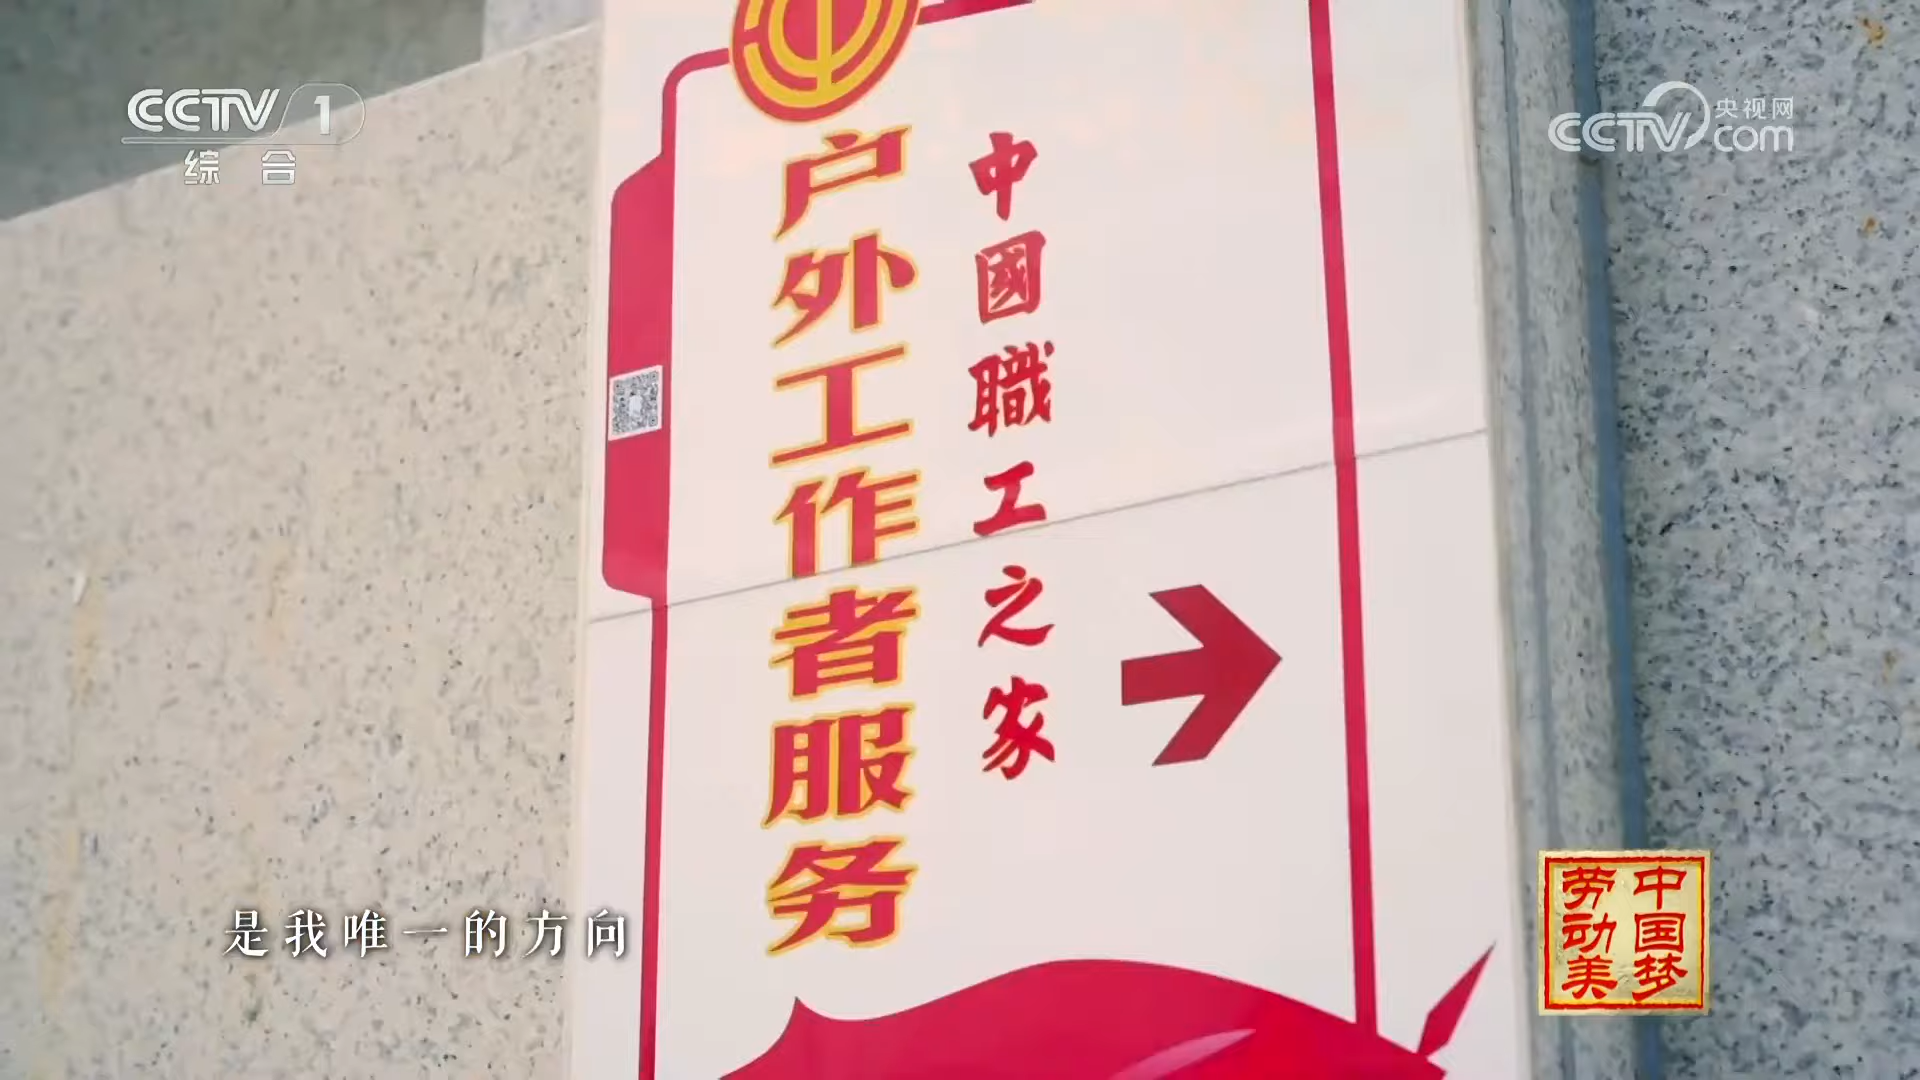 CCTV 1
综合
央视网
CCTV com
户外工作者服务
中國職工之家
是我唯一的方向
中国梦
劳动美